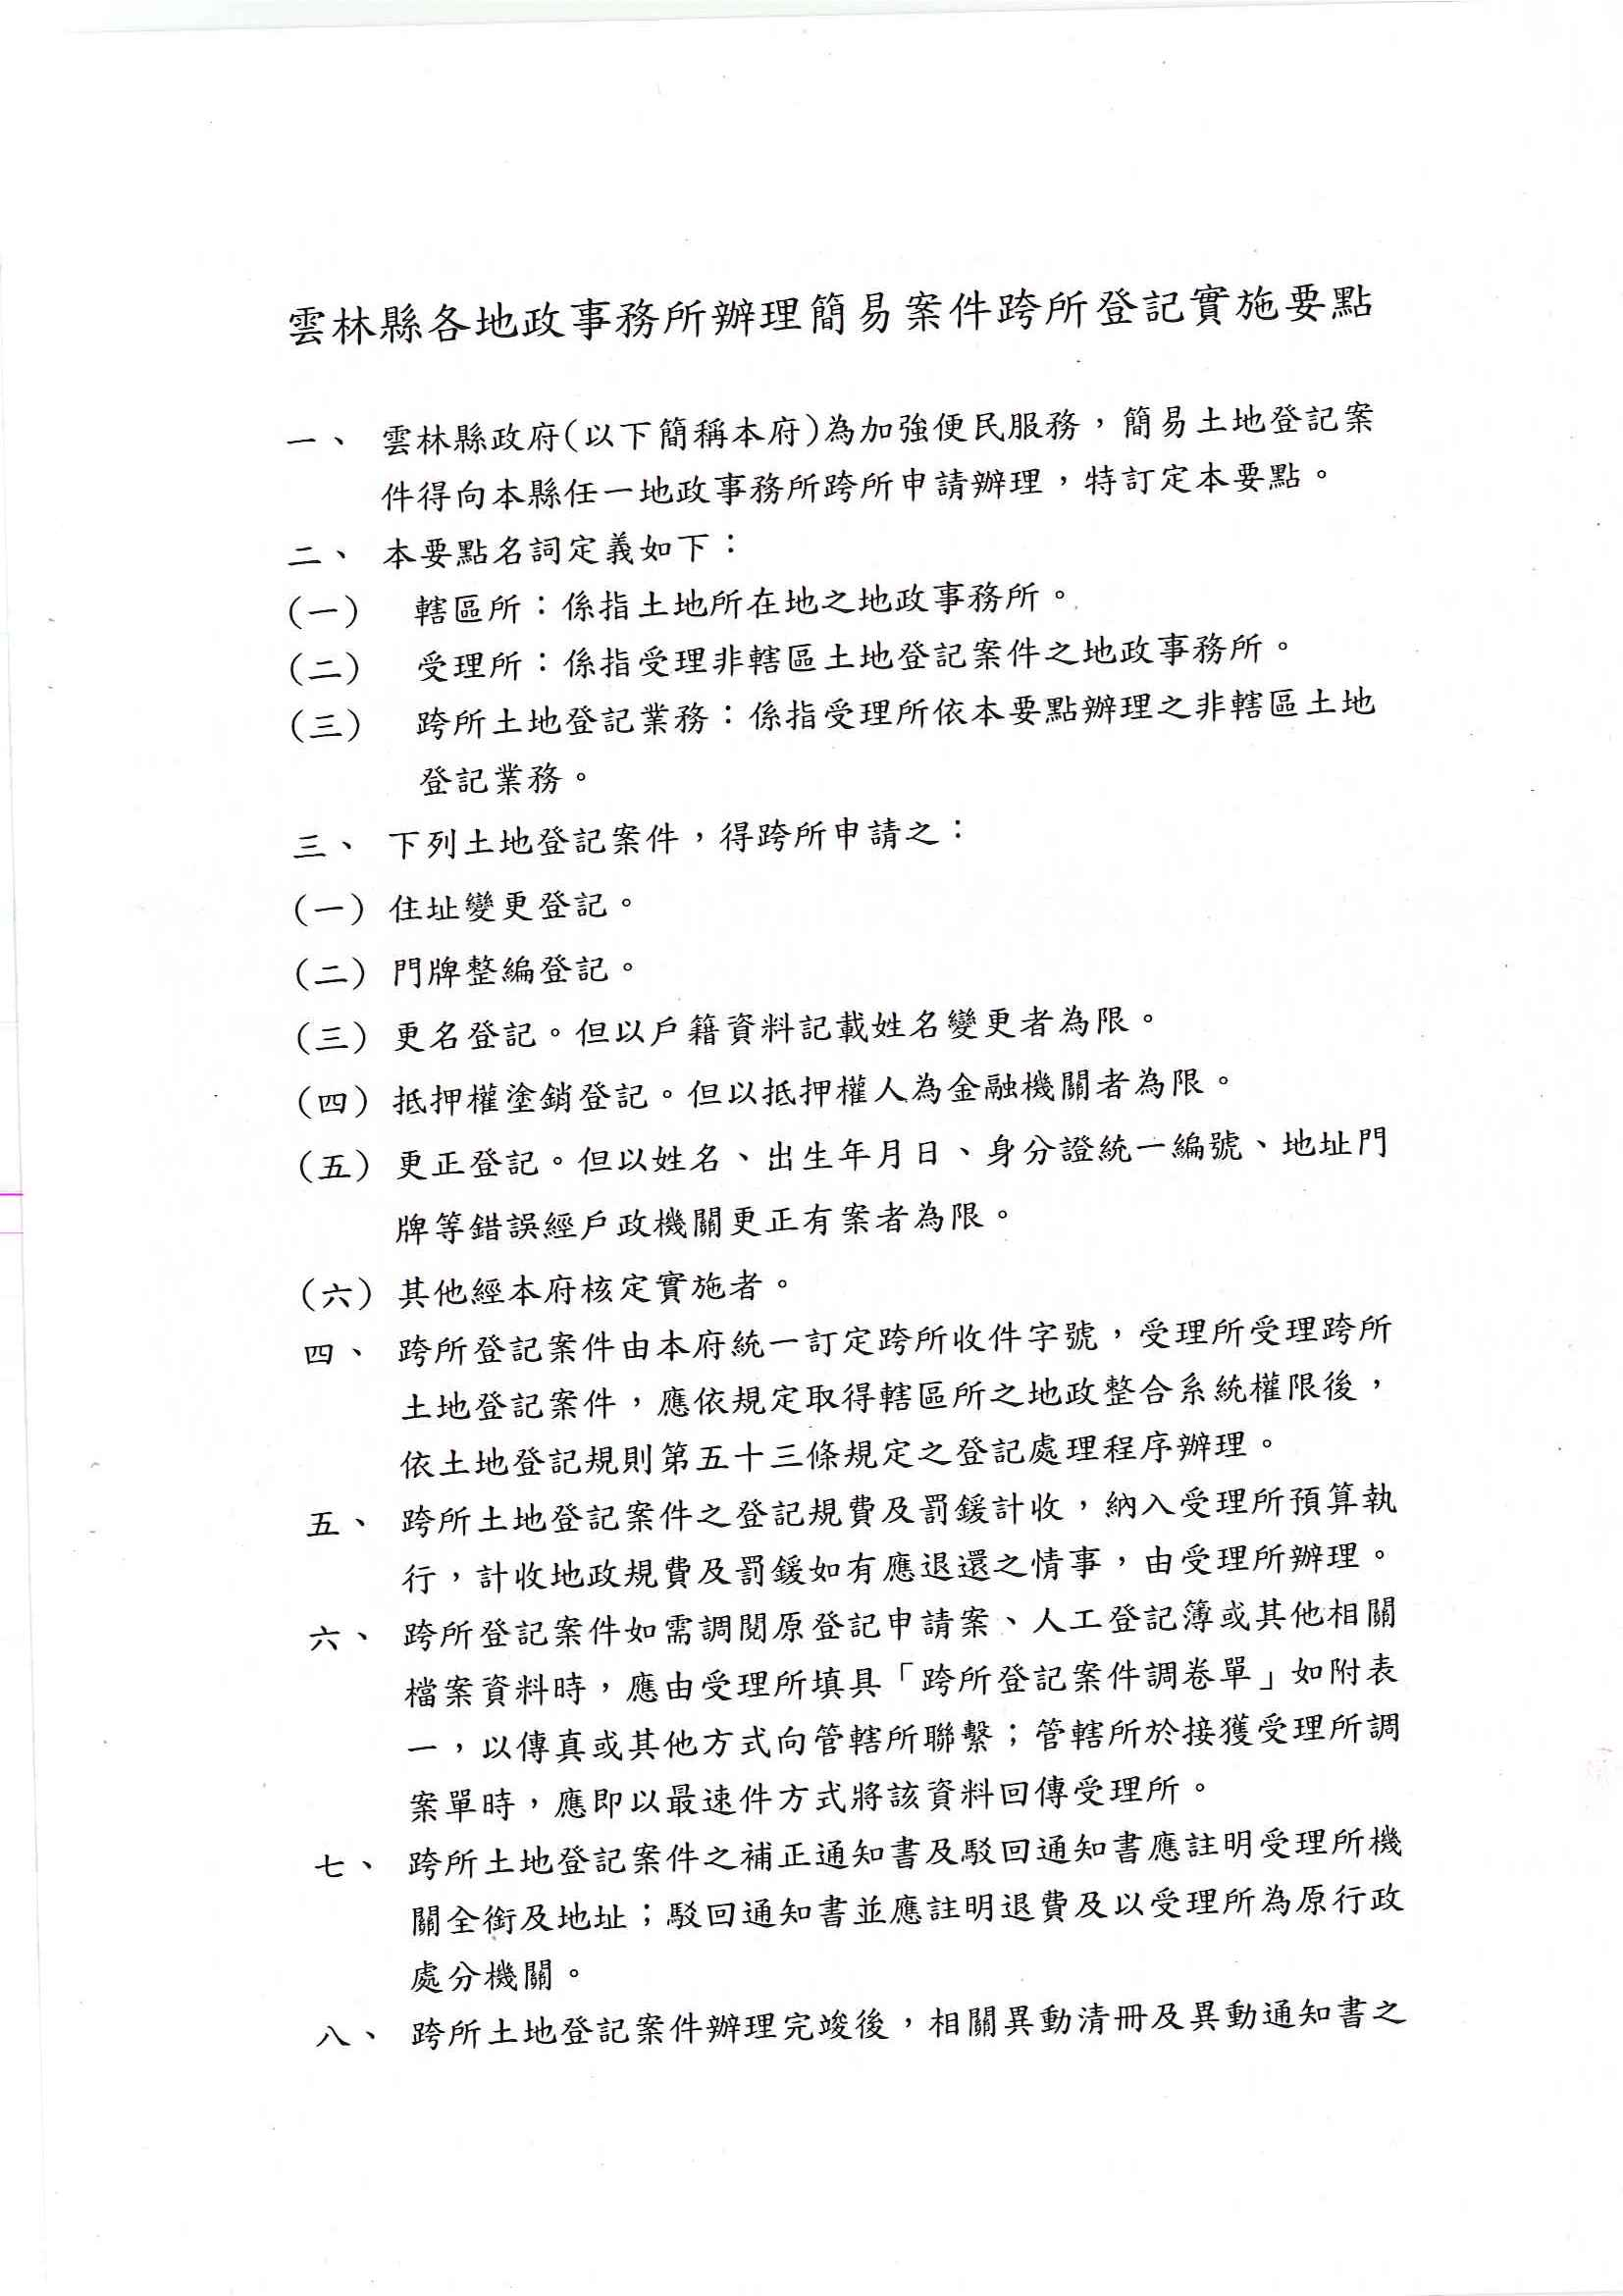 雲林縣各地政事務所辦理簡易案件跨所登記實施要點
一、 雲林縣政府(以下簡稱本府)為加強便民服務，簡易土地登記案
件得向本縣任一地政事務所跨所申請辦理，特訂定本要點。
二、 本要點名詞定義如下：
(一) 轄區所：係指土地所在地之地政事務所。
(二) 受理所：係指受理非轄區土地登記案件之地政事務所。
(三) 跨所土地登記業務：係指受理所依本要點辦理之非轄區土地
登記業務。
三、 下列土地登記案件，得跨所申請之：
(一) 住址變更登記。
(二) 門牌整編登記。
(三) 更名登記。但以戶籍資料記載姓名變更者為限。
(四) 抵押權塗銷登記。但以抵押權人為金融機關者為限。
(五) 更正登記。但以姓名、出生年月日、身分證統一編號、地址門
牌等錯誤經戶政機關更正有案者為限。
(六) 其他經本府核定實施者。
四、 跨所登記案件由本府統一訂定跨所收件字號，受理所受理跨所
土地登記案件，應依規定取得轄區所之地政整合系統權限後，
依土地登記規則第五十三條規定之登記處理程序辦理。
五、 跨所土地登記案件之登記規費及罰鍰計收，納入受理所預算執
行，計收地政規費及罰鍰如有應退還之情事，由受理所辦理。
六、 跨所登記案件如需調閱原登記申請案、人工登記簿或其他相關
檔案資料時，應由受理所填具「跨所登記案件調卷單」如附表
一，以傳真或其他方式向管轄所聯繫；管轄所於接獲受理所調
案單時，應即以最速件方式將該資料回傳受理所。
七、 跨所土地登記案件之補正通知書及駁回通知書應註明受理所機
關全銜及地址；駁回通知書並應註明退費及以受理所為原行政
處分機關。
八、 跨所土地登記案件辦理完竣後，相關異動清冊及異動通知書之